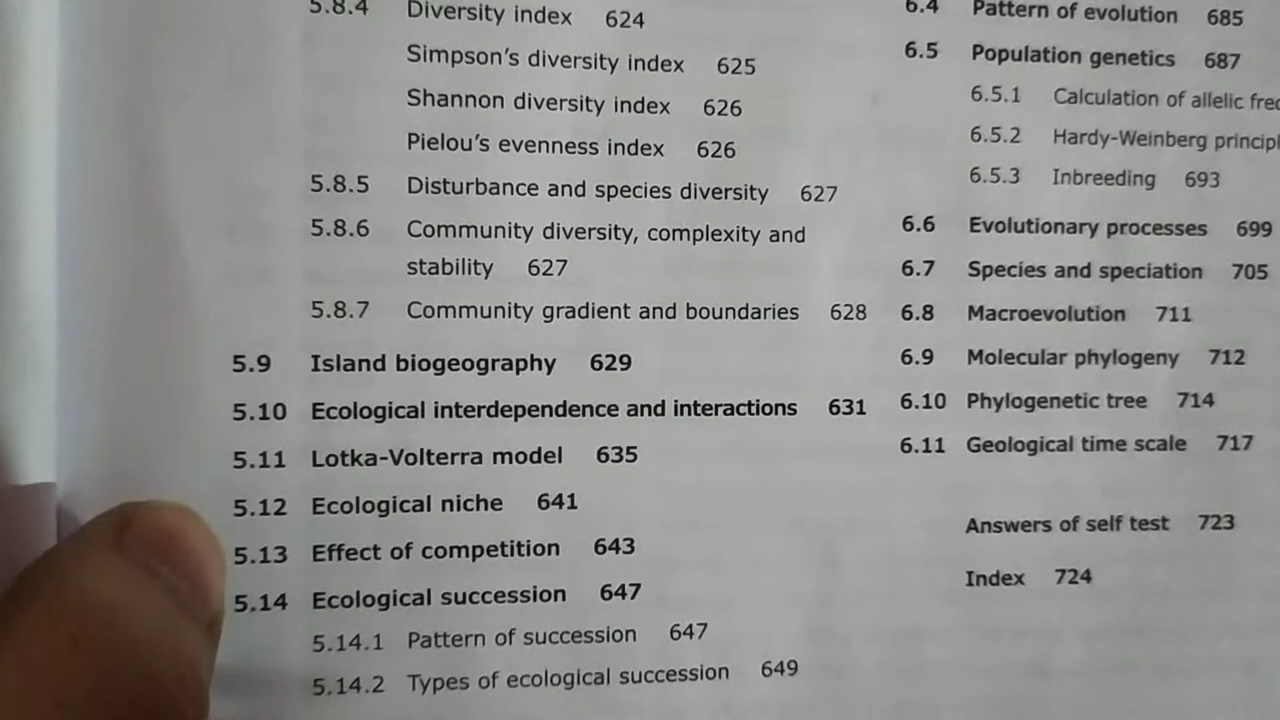 5.8.4 Diversity index 624
Simpson's diversity index 625
Shannon diversity index 626
Pielou's evenness index 626
5.8.5 Disturbance and species diversity 627
5.8.6 Community diversity, complexity and
stability 627
5.8.7 Community gradient and boundaries 628
5.9 Island biogeography 629
5.10 Ecological interdependence and interactions 631
5.11 Lotka-Volterra model 635
5.12 Ecological niche 641
5.13 Effect of competition 643
5.14 Ecological succession 647
5.14.1 Pattern of succession 647
5.14.2 Types of ecological succession 649
6.4 Pattern of evolution 685
6.5 Population genetics 687
6.5.1 Calculation of allelic
6.5.2 Hardy-Weinberg
6.5.3 Inbreeding 693
6.6 Evolutionary processes 699
6.7 Species and speciation 705
6.8 Macroevolution 711
6.9 Molecular phylogeny 712
6.10 Phylogenetic tree 714
6.11 Geological time scale 717
Answers of self test 723
Index 724